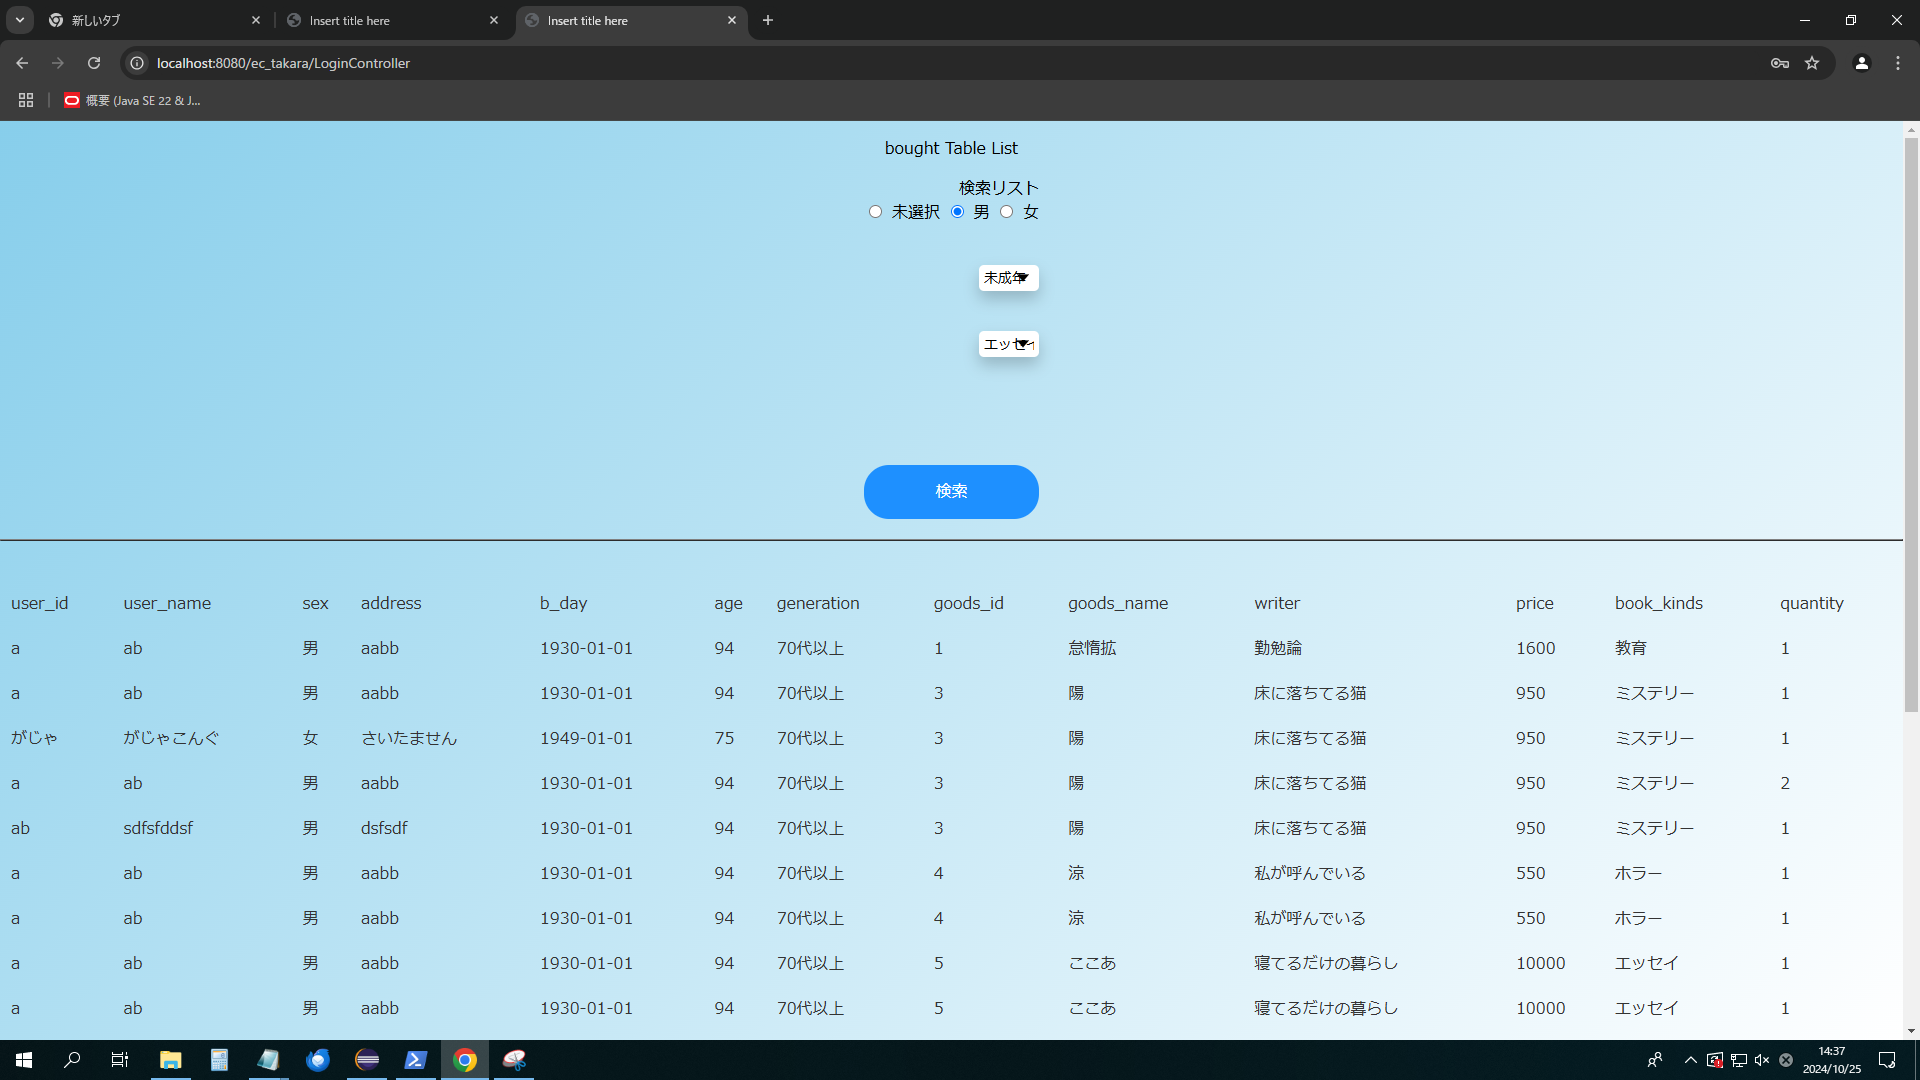 新しいタブ
Insert title here
Insert title here
localhost:8080/ec_takara/LoginController
概要 (Java SE 22 & J...
bought Table List
検索リスト
未選択 男 女
未成年
エッセイ
検索
user_id user_name sex address b_day age generation goods_id goods_name writer price book_kinds quantity
a ab 男 aabb 1930-01-01 94 70代以上 1 怠惰拡 勤勉論 1600 教育 1
a ab 男 aabb 1930-01-01 94 70代以上 3 陽 床に落ちてる猫 950 ミステリー 1
がじゃ がじゃこんぐ 女 さいたません 1949-01-01 75 70代以上 3 陽 床に落ちてる猫 950 ミステリー 1
a ab 男 aabb 1930-01-01 94 70代以上 3 陽 床に落ちてる猫 950 ミステリー 2
ab sdfsfddsf 男 dsfsdf 1930-01-01 94 70代以上 3 陽 床に落ちてる猫 950 ミステリー 1
a ab 男 aabb 1930-01-01 94 70代以上 4 涼 私が呼んでいる 550 ホラー 1
a ab 男 aabb 1930-01-01 94 70代以上 4 涼 私が呼んでいる 550 ホラー 1
a ab 男 aabb 1930-01-01 94 70代以上 5 ここあ 寝てるだけの暮らし 10000 エッセイ 1
a ab 男 aabb 1930-01-01 94 70代以上 5 ここあ 寝てるだけの暮らし 10000 エッセイ 1
14:37
2024/10/25